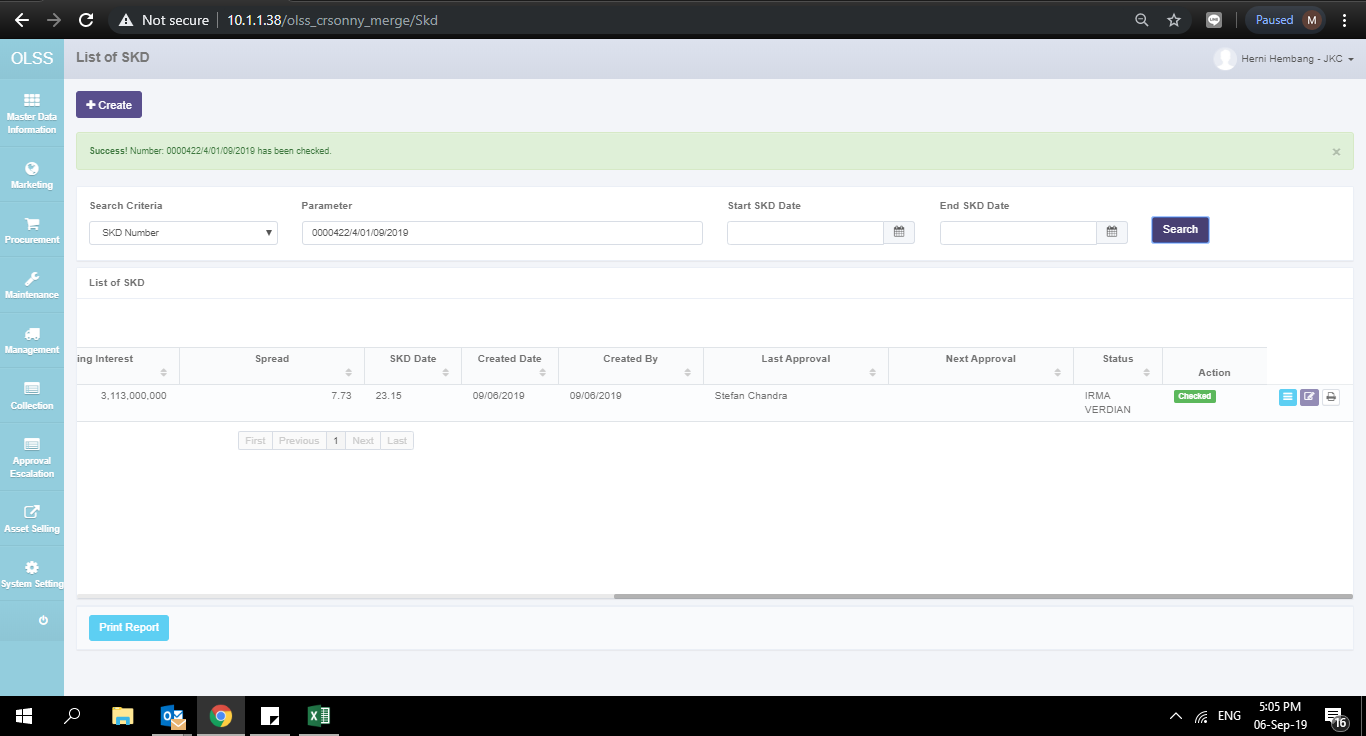 Not secure
10.1.1.38/olss_crsonny_merge/Skd
Paused
M
OLSS
List of SKD
Herni Hembang - JKC
Master Data
Information
Marketing
Procurement
Maintenance
Management
Collection
Approval
Escalation
Asset Selling
System Setting
Create
Success! Number: 0000422/4/01/09/2019 has been checked.
×
Search Criteria
Parameter
Start SKD Date
End SKD Date
SKD Number
0000422/4/01/09/2019
Search
List of SKD
ing Interest
Spread
SKD Date
Created Date
Created By
Last Approval
Next Approval
Status
Action
3,113,000,000
7.73
23.15
09/06/2019
09/06/2019
Stefan Chandra
IRMA
VERDIAN
Checked
First
Previous
1
Next
Last
Print Report
ENG
5:05 PM
06-Sep-19
16